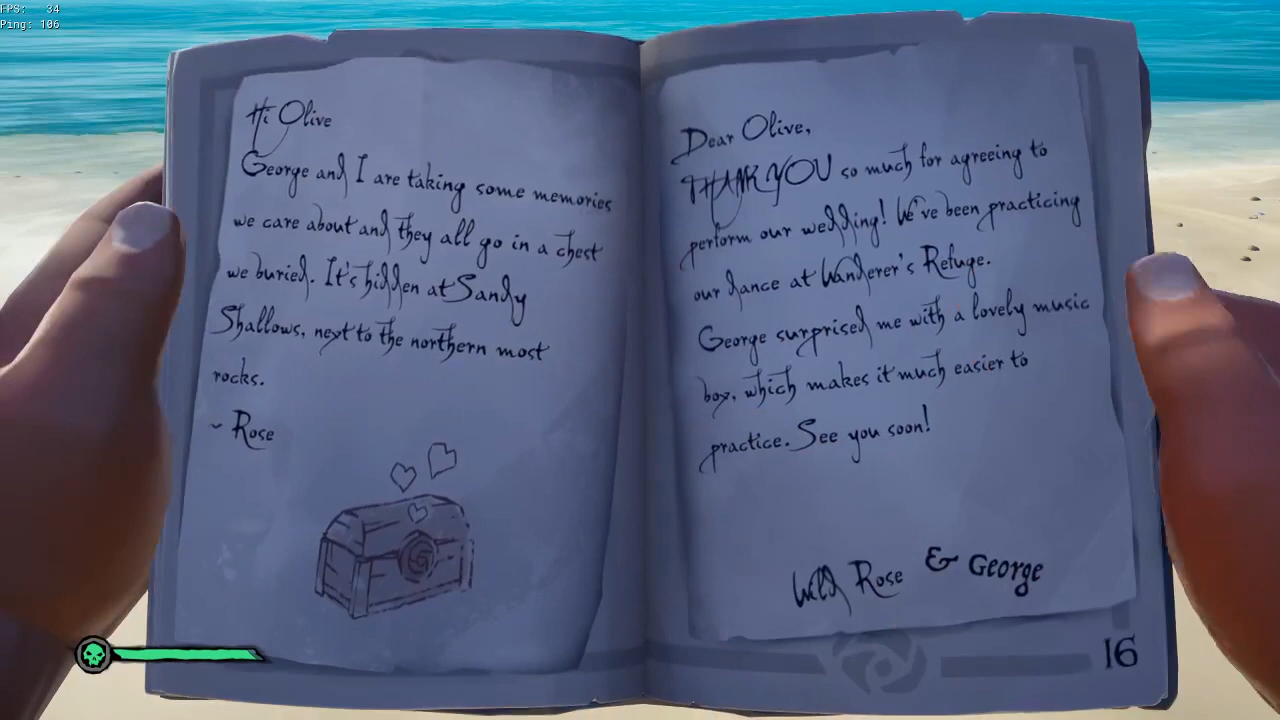 FPS: 34
Ping: 106
Hi Olive
George and I are taking some memories
we care about and they all go in a chest
we buried. It's hidden at Sandy
Shallows, next to the northern most
rocks.
~ Rose
Dear Olive,
THANK YOU so much for agreeing to
perform our wedding! We've been practicing
our dance at Wanderer's Refuge.
George surprised me with a lovely music
box, which makes it much easier to
practice. See you soon!
Wild Rose & George
16